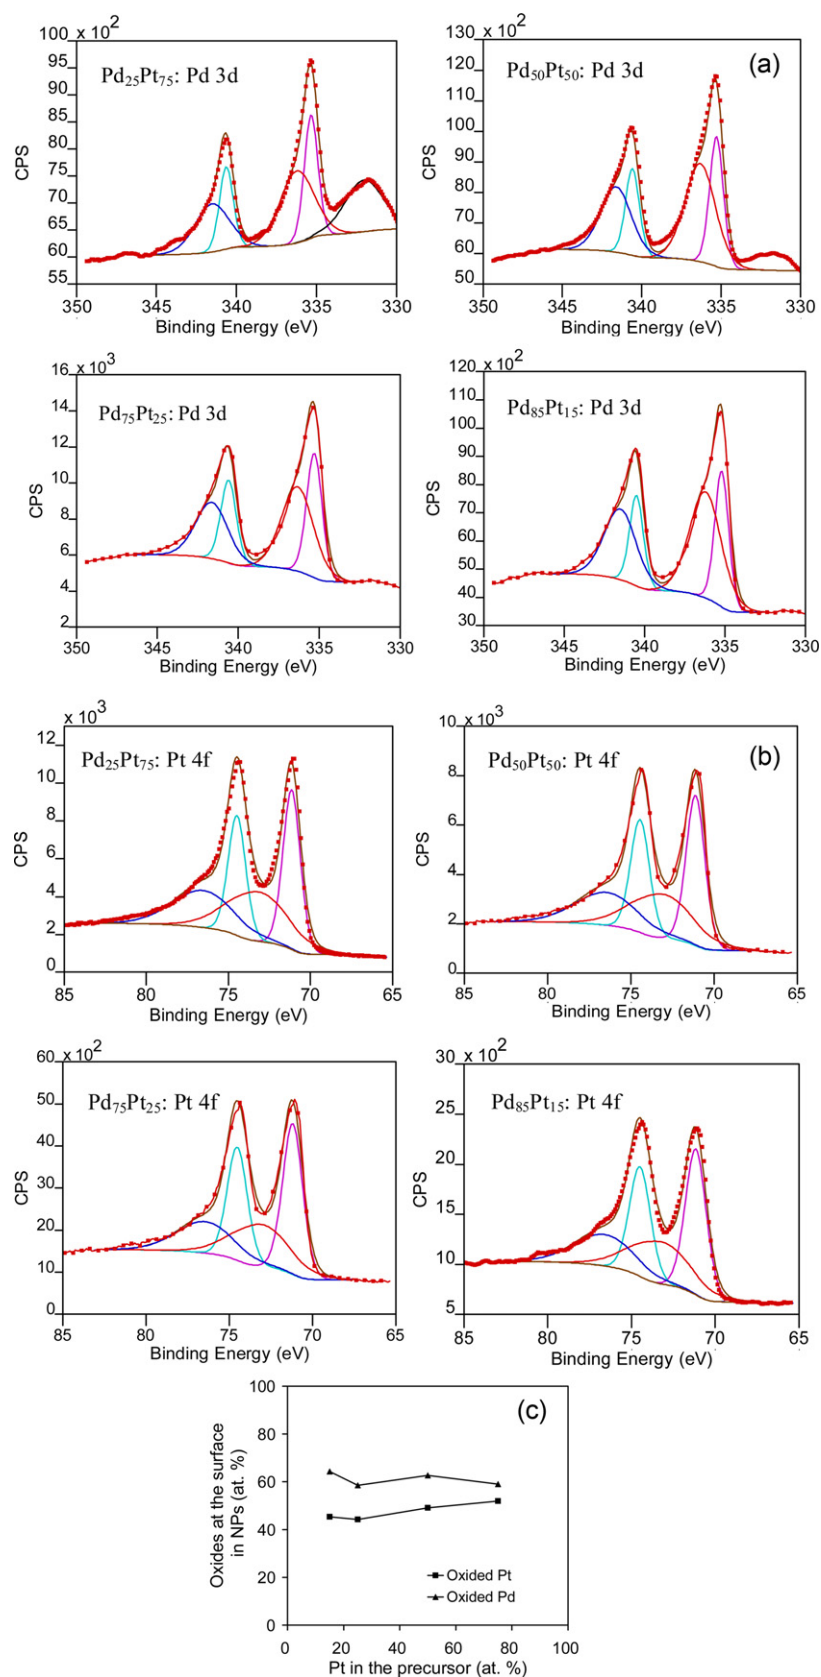 100 x 10²
95
90
85
80
75
70
65
60
55
CPS
Pd₂₅Pt₇₅: Pd 3d
350 345 340 335 330
Binding Energy (eV)
130 x 10²
120
110
100
90
80
70
60
50
CPS
Pd₅₀Pt₅₀: Pd 3d
(a)
350 345 340 335 330
Binding Energy (eV)
16 x 10³
14
12
10
8
6
4
2
CPS
Pd₇₅Pt₂₅: Pd 3d
350 345 340 335 330
Binding Energy (eV)
120 x 10²
110
100
90
80
70
60
50
40
30
CPS
Pd₈₅Pt₁₅: Pd 3d
350 345 340 335 330
Binding Energy (eV)
x 10³
12
10
8
6
4
2
0
CPS
Pd₂₅Pt₇₅: Pt 4f
85 80 75 70 65
Binding Energy (eV)
10 x 10³
8
6
4
2
0
CPS
Pd₅₀Pt₅₀: Pt 4f
(b)
85 80 75 70 65
Binding Energy (eV)
60 x 10²
50
40
30
20
10
0
CPS
Pd₇₅Pt₂₅: Pt 4f
85 80 75 70 65
Binding Energy (eV)
30 x 10²
25
20
15
10
5
CPS
Pd₈₅Pt₁₅: Pt 4f
85 80 75 70 65
Binding Energy (eV)
100
80
60
40
20
0
Oxides at the surface
in NPs (at. %)
(c)
Oxided Pt
Oxided Pd
0 20 40 60 80 100
Pt in the precursor (at. %)